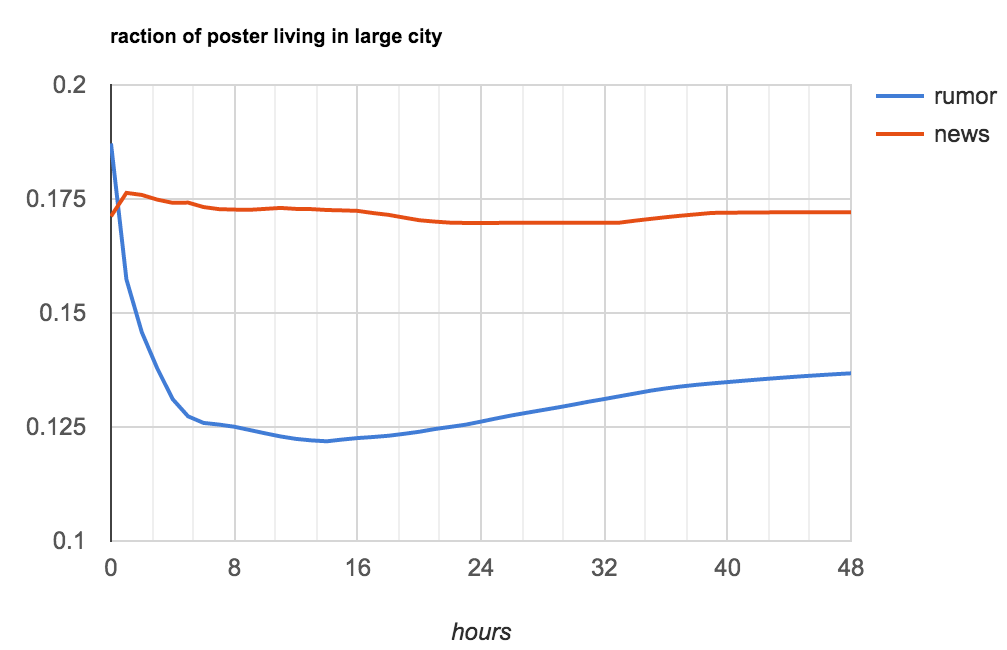 raction of poster living in large city
0.2
0.175
0.15
0.125
0.1
0 8 16 24 32 40 48
hours
rumor
news